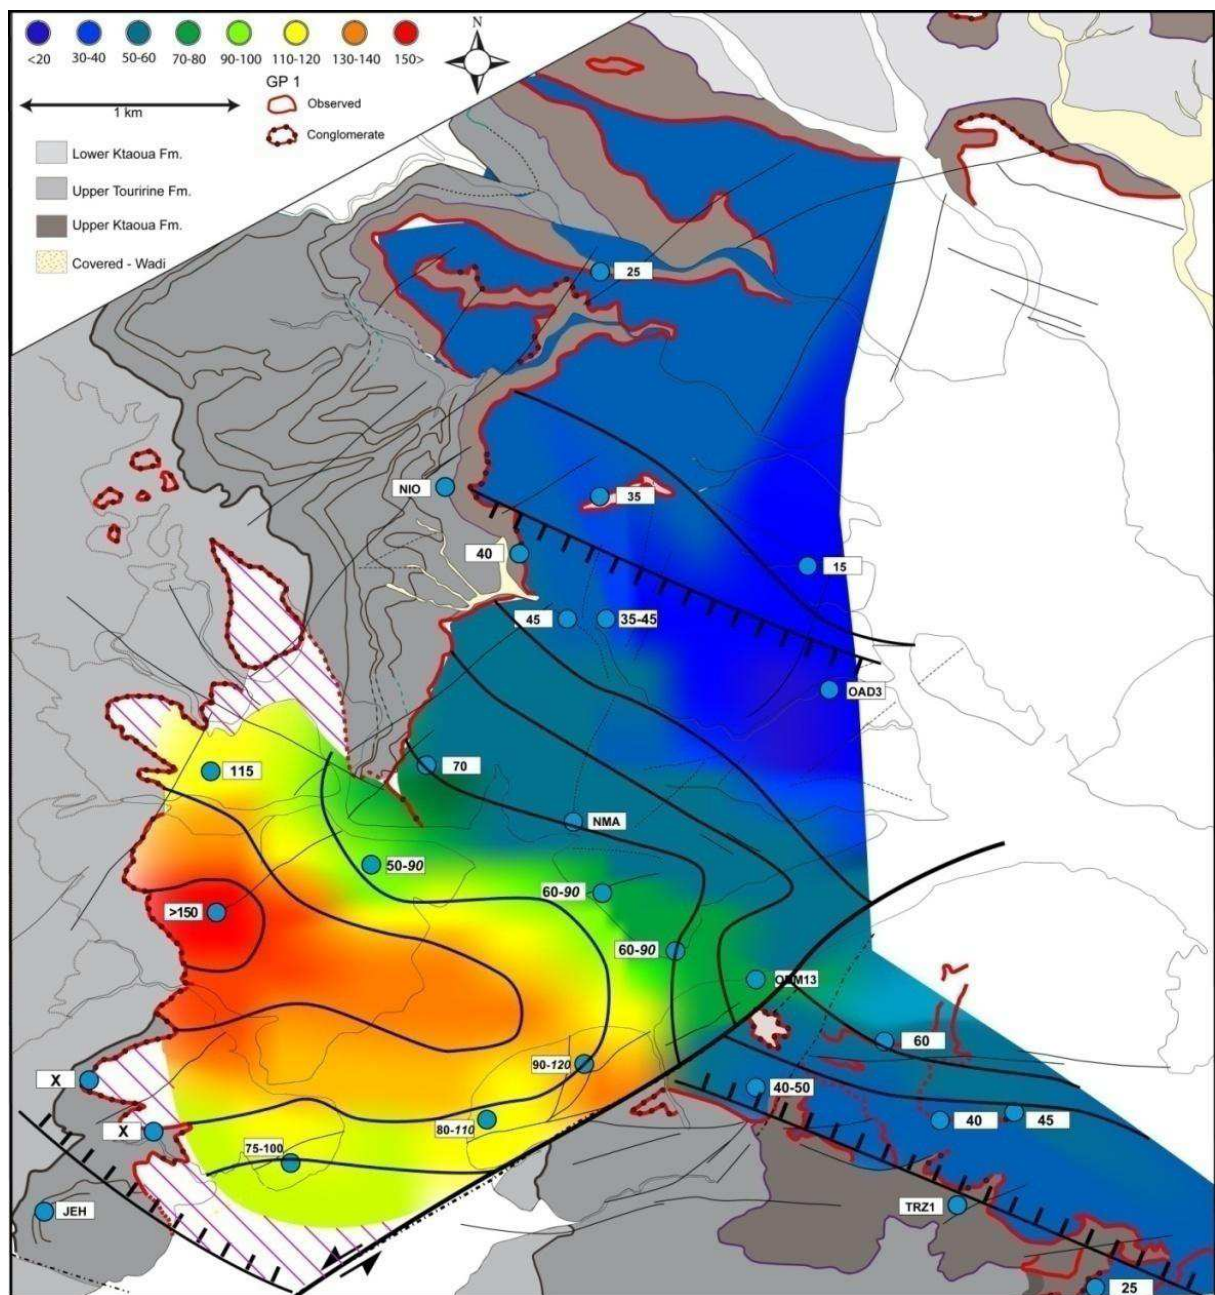 N
<20 30-40 50-60 70-80 90-100 110-120 130-140 150>
GP 1
Observed
1 km
Conglomerate
Lower Ktaoua Fm.
Upper Touririne Fm.
Upper Ktaoua Fm.
Covered - Wadi
25
NIO
35
40
15
45
35-45
OAD3
115
70
NMA
50-90
60-90
>150
60-90
60
90-120
X
40-50
80-110
40
45
X
75-100
TRZ1
JEH
25